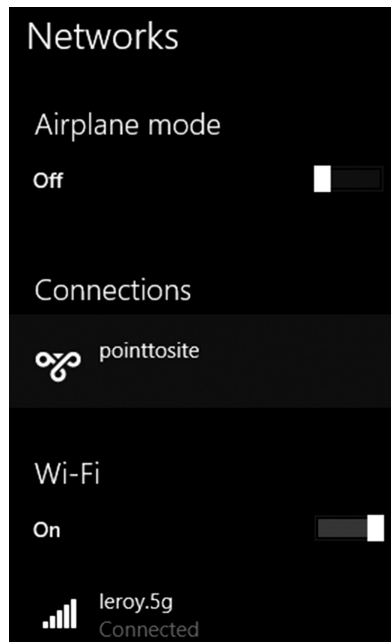 Networks
Airplane mode
Off
Connections
pointtosite
Wi-Fi
On
leroy.5g
Connected